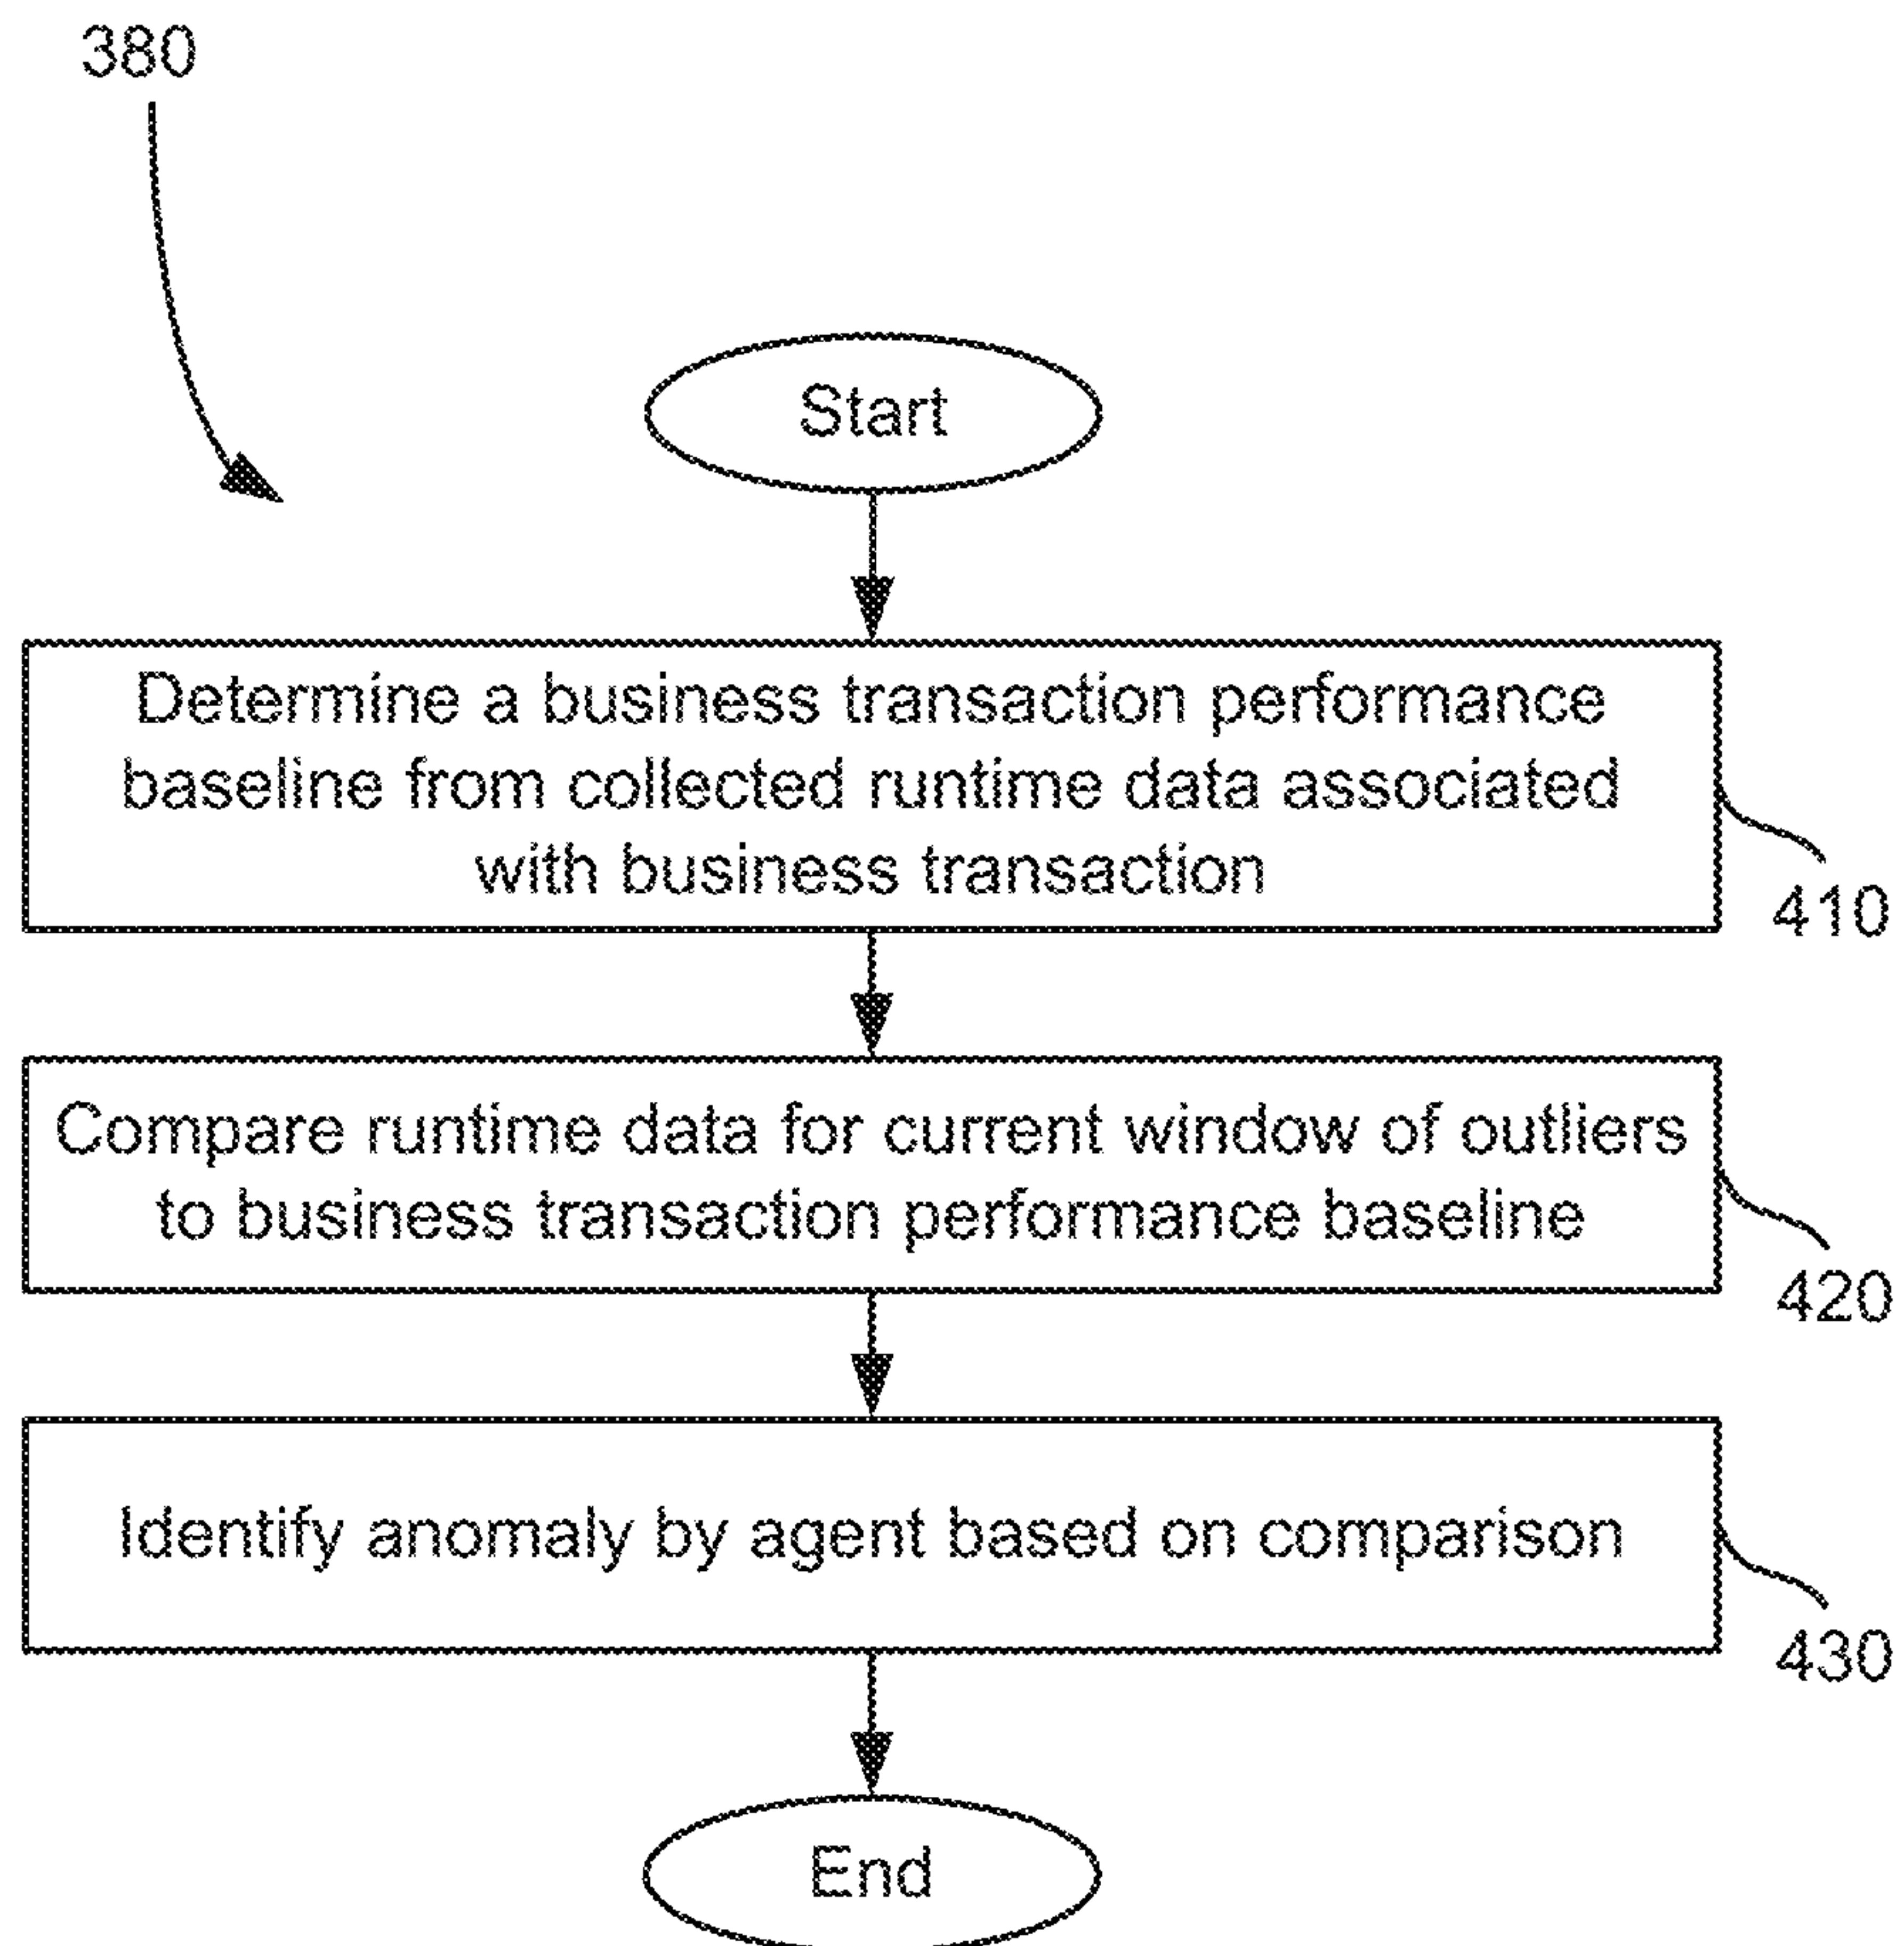 380
Start
Determine a business transaction performance
baseline from collected runtime data associated
with business transaction
410
Compare runtime data for current window of outliers
to business transaction performance baseline
420
Identify anomaly by agent based on comparison
430
End